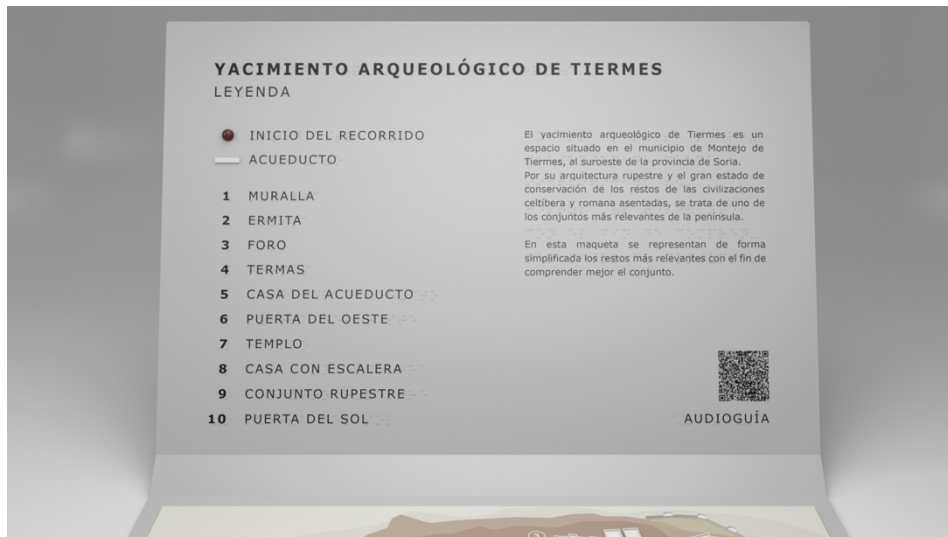 YACIMIENTO ARQUEOLÓGICO DE TIERMES
LEYENDA
INICIO DEL RECORRIDO
ACUEDUCTO
1 MURALLA
2 ERMITA
3 FORO
4 TERMAS
5 CASA DEL ACUEDUCTO
6 PUERTA DEL OESTE
7 TEMPLO
8 CASA CON ESCALERA
9 CONJUNTO RUPESTRE
10 PUERTA DEL SOL
El yacimiento arqueológico de Tiermes es un
espacio situado en el municipio de Montejo de
Tiermes, al suroeste de la provincia de Soria.
Por su arquitectura rupestre y el gran estado de
conservación de los restos de las civilizaciones
celtíbera y romana asentadas, se trata de uno de
los conjuntos más relevantes de la península.
En esta maqueta se representan de forma
simplificada los restos más relevantes con el fin de
comprender mejor el conjunto.
AUDIOGUÍA